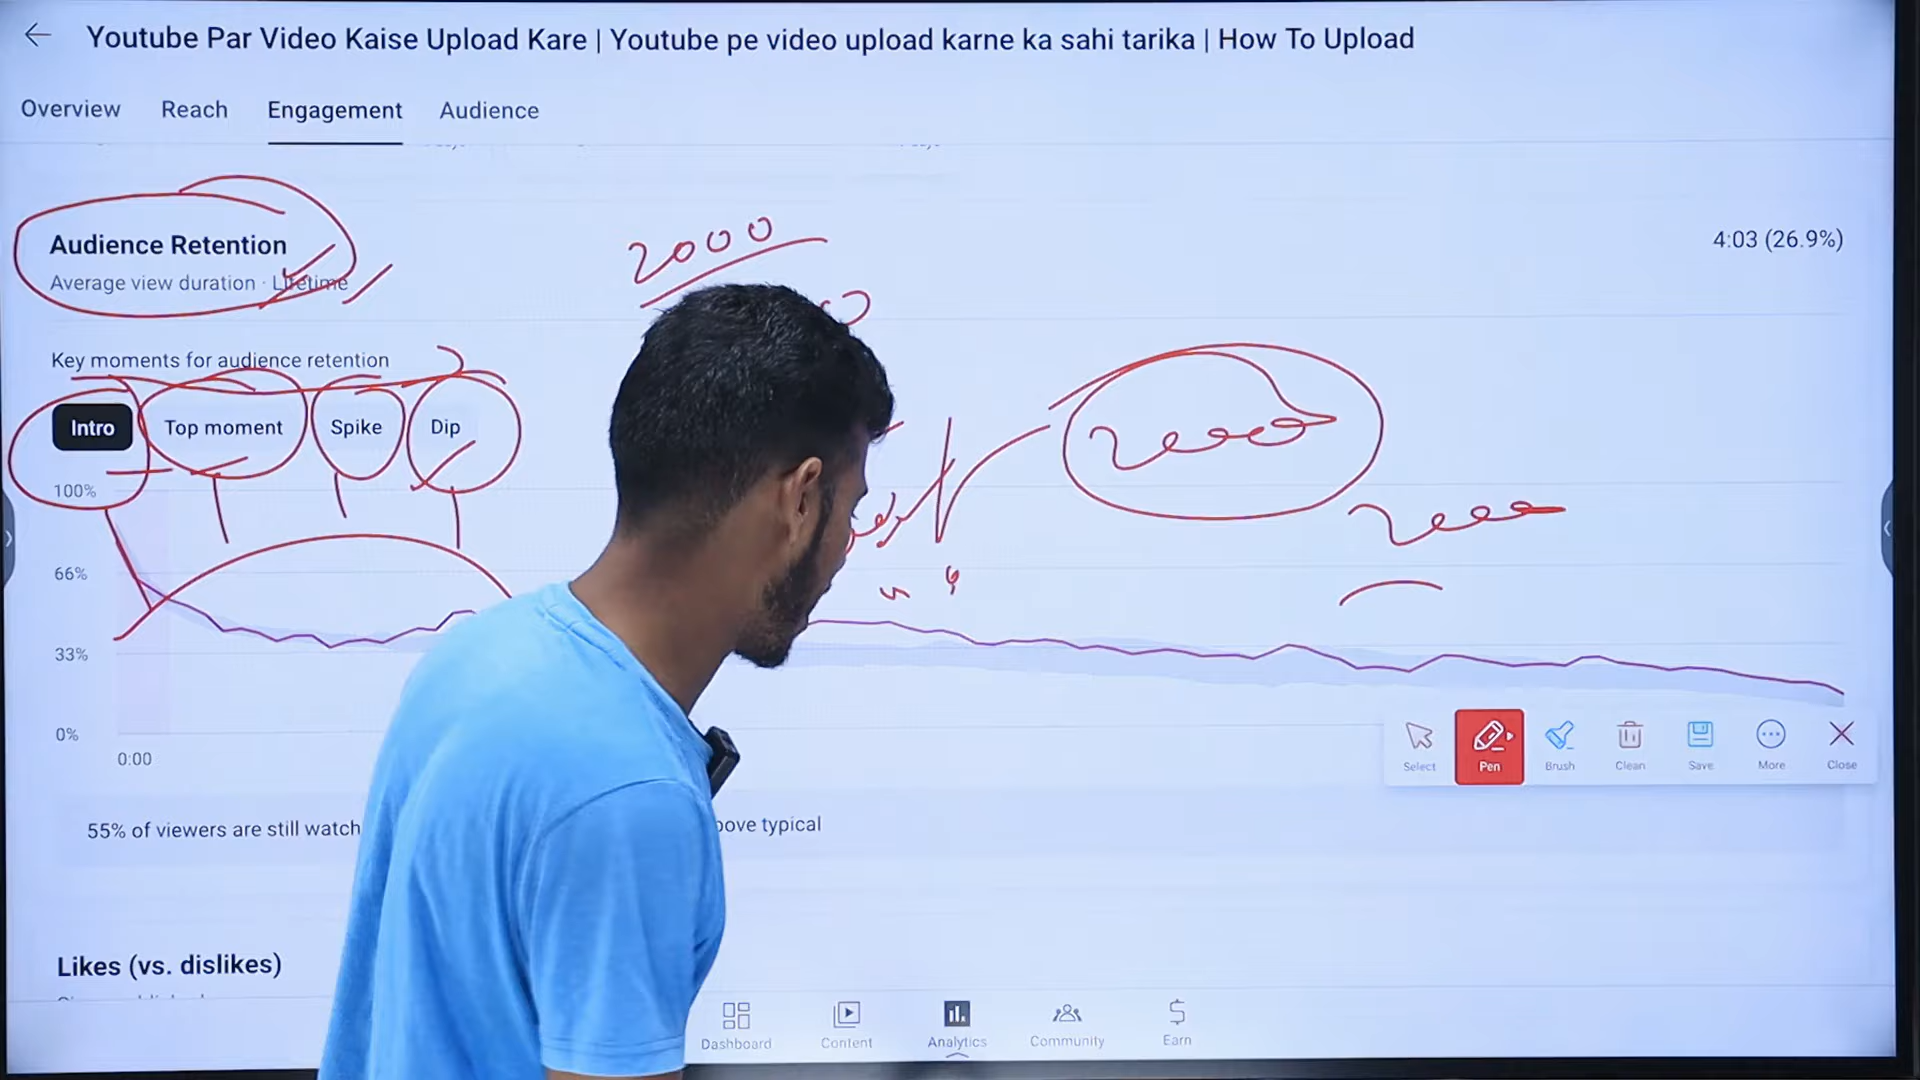 Youtube Par Video Kaise Upload Kare | Youtube pe video upload karne ka sahi tarika | How To Upload
Overview Reach Engagement Audience
2000
Audience Retention
4:03 (26.9%)
Average view duration · Lifetime
Key moments for audience retention
Intro Top moment Spike Dip
100%
66%
33%
0%
0:00
Select Pen Brush Clean Save More Close
55% of viewers are still watch
typical
Likes (vs. dislikes)
Dashboard Content Analytics Community Earn